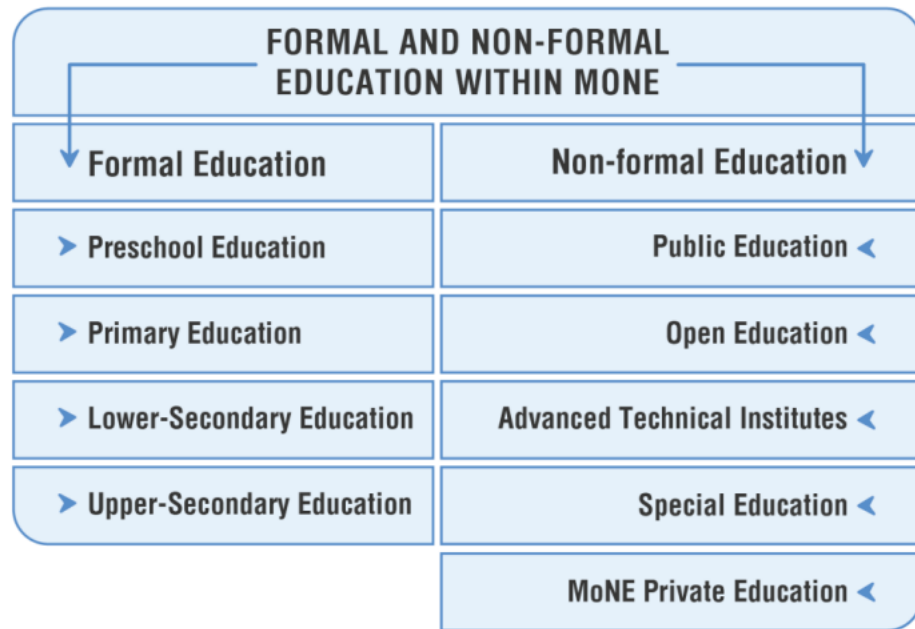 FORMAL AND NON-FORMAL
EDUCATION WITHIN MONE
Formal Education
Preschool Education
Primary Education
Lower-Secondary Education
Upper-Secondary Education
Non-formal Education
Public Education
Open Education
Advanced Technical Institutes
Special Education
MoNE Private Education